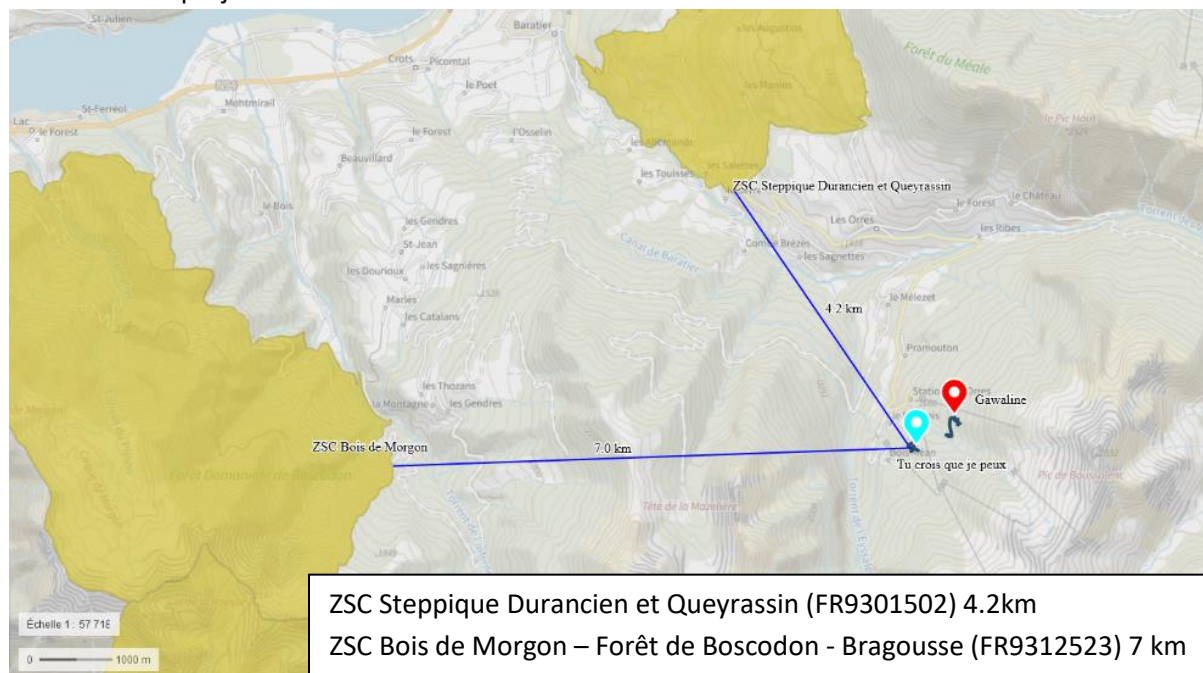 St-Julien
Baratier
les Augustins
Forêt du Méale
Crots
Picomtal
N94
les Manins
le Poet
St-Ferréol
Montmirail
le Pic Haut
Lac
le Forest
le Forest
l'Osselin
les Allemands
Beauvillard
les Salettes
les Touisses
ZSC Steppique Durancien et Queyrassin
le Château
le Bois
le Forest
les Gendres
Les Orres
les Ribes
St-Jean
Canal de Baratier
Combe Brézès
les Sagnettes
les Dourioux
les Sagnières
le Mélezet
Mariés
4.2 km
les Catalans
Pramouton
les Thozans
la Montagne
les Gendres
Gawaline
ZSC Bois de Morgon
7.0 km
Tu crois que je peux
Forêt Domaniale de Boscodon
Pic de Boussolenc
Tête de la Mazelière
ZSC Steppique Durancien et Queyrassin (FR9301502) 4.2km
Échelle 1 : 57 718
ZSC Bois de Morgon – Forêt de Boscodon - Bragousse (FR9312523) 7 km
0 1000 m